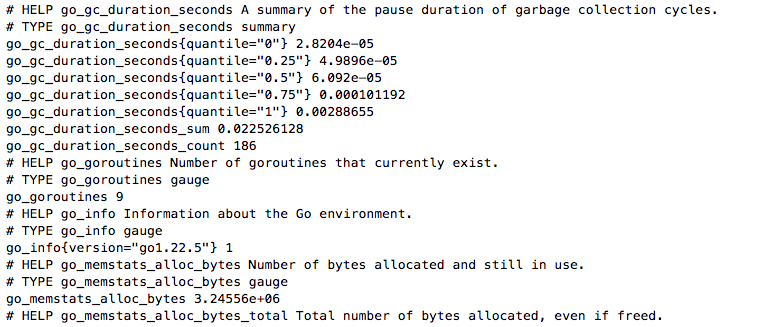 # HELP go_gc_duration_seconds A summary of the pause duration of garbage collection cycles.
# TYPE go_gc_duration_seconds summary
go_gc_duration_seconds{quantile="0"} 2.8204e-05
go_gc_duration_seconds{quantile="0.25"} 4.9896e-05
go_gc_duration_seconds{quantile="0.5"} 6.092e-05
go_gc_duration_seconds{quantile="0.75"} 0.000101192
go_gc_duration_seconds{quantile="1"} 0.00288655
go_gc_duration_seconds_sum 0.022526128
go_gc_duration_seconds_count 186
# HELP go_goroutines Number of goroutines that currently exist.
# TYPE go_goroutines gauge
go_goroutines 9
# HELP go_info Information about the Go environment.
# TYPE go_info gauge
go_info{version="go1.22.5"} 1
# HELP go_memstats_alloc_bytes Number of bytes allocated and still in use.
# TYPE go_memstats_alloc_bytes gauge
go_memstats_alloc_bytes 3.24556e+06
# HELP go_memstats_alloc_bytes_total Total number of bytes allocated, even if freed.